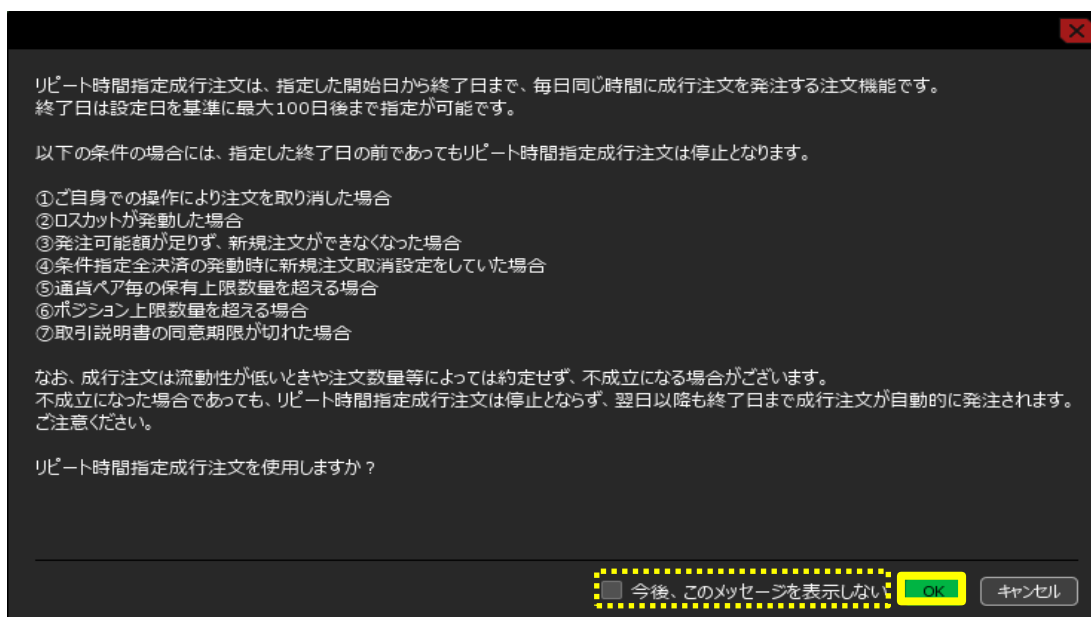 リピート時間指定成行注文は、指定した開始日から終了日まで、毎日同じ時間に成行注文を発注する注文機能です。
終了日は設定日を基準に最大100日後まで指定が可能です。
以下の条件の場合には、指定した終了日の前であってもリピート時間指定成行注文は停止となります。
①ご自身での操作により注文を取り消した場合
②ロスカットが発動した場合
③発注可能額が足りず、新規注文ができなくなった場合
④条件指定全決済の発動時に新規注文取消設定をしていた場合
⑤通貨ペア毎の保有上限数量を超える場合
⑥ポジション上限数量を超える場合
⑦取引説明書の同意期限が切れた場合
なお、成行注文は流動性が低いときや注文数量等によっては約定せず、不成立になる場合がございます。
不成立になった場合であっても、リピート時間指定成行注文は停止とならず、翌日以降も終了日まで成行注文が自動的に発注されます。
ご注意ください。
リピート時間指定成行注文を使用しますか？
今後、このメッセージを表示しない OK キャンセル